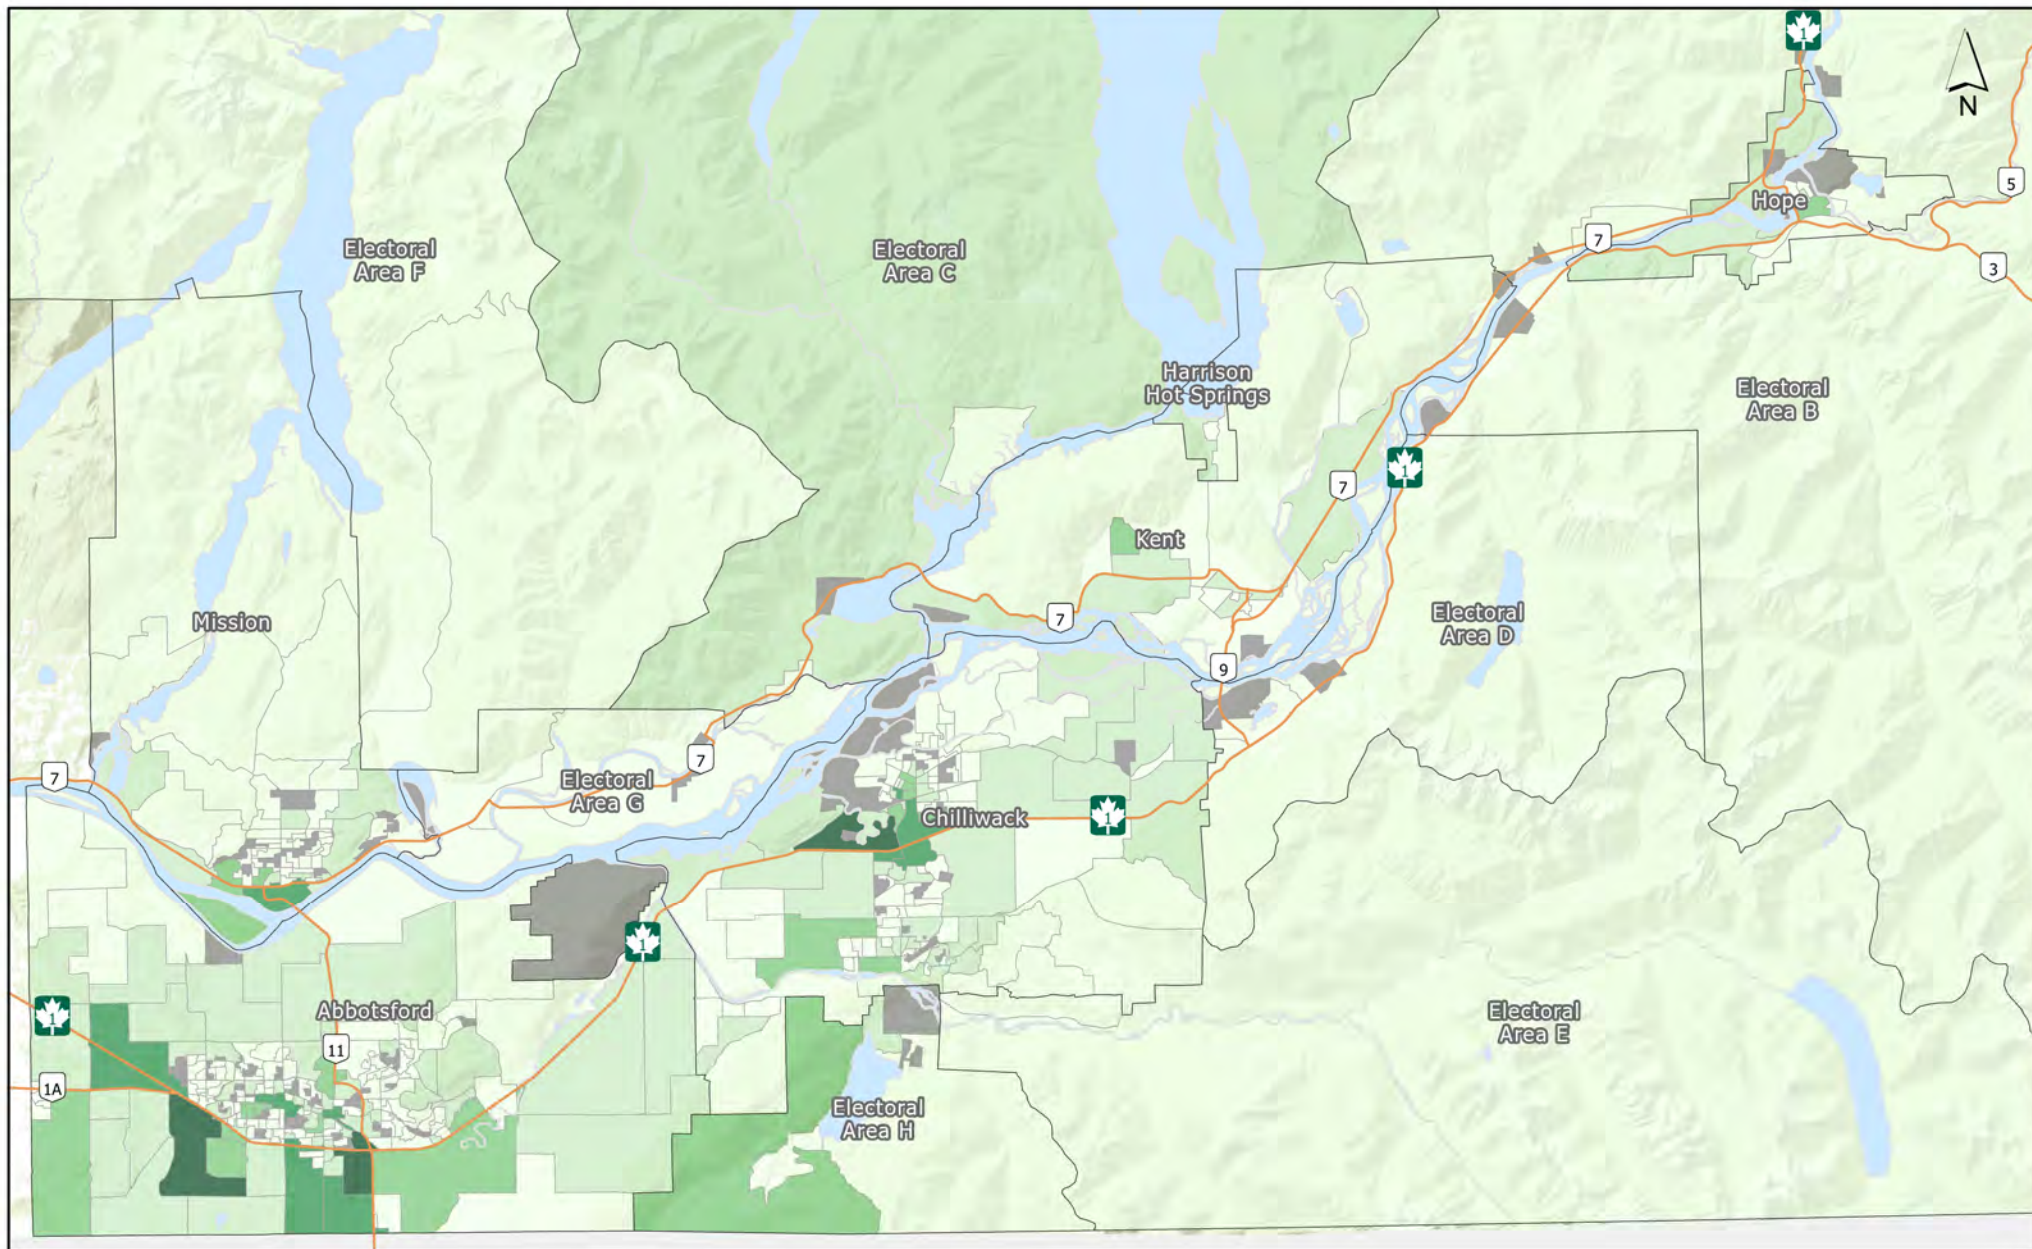 1
N
5
Hope
7
3
Electoral
Area F
Electoral
Area C
Harrison
Hot Springs
Electoral
Area B
1
7
Kent
7
Mission
Electoral
Area D
9
7
7
Electoral
Area G
Chilliwack
1
1
Abbotsford
1
11
1A
Electoral
Area E
Electoral
Area H